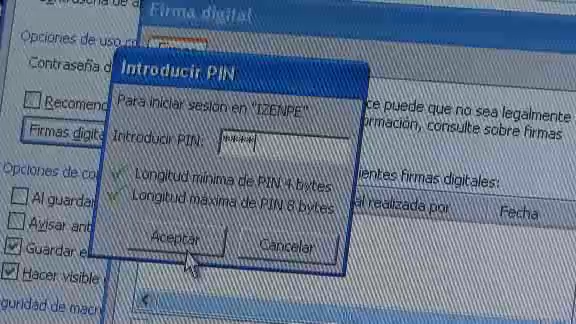 Firma digital
Opciones de uso
Contraseña d
Recomend
Firmas digita
Opciones de
Al guardar
Avisar ant
Guardar e
Hacer visible
guridad de macr
Introducir PIN
Para iniciar sesión en "IZENPE"
Introducir PIN: ****
Longitud mínima de PIN 4 bytes
Longitud máxima de PIN 8 bytes
Aceptar
Cancelar
ce puede que no sea legalmente
ormación, consulte sobre firmas
ientes firmas digitales:
al realizada por
Fecha